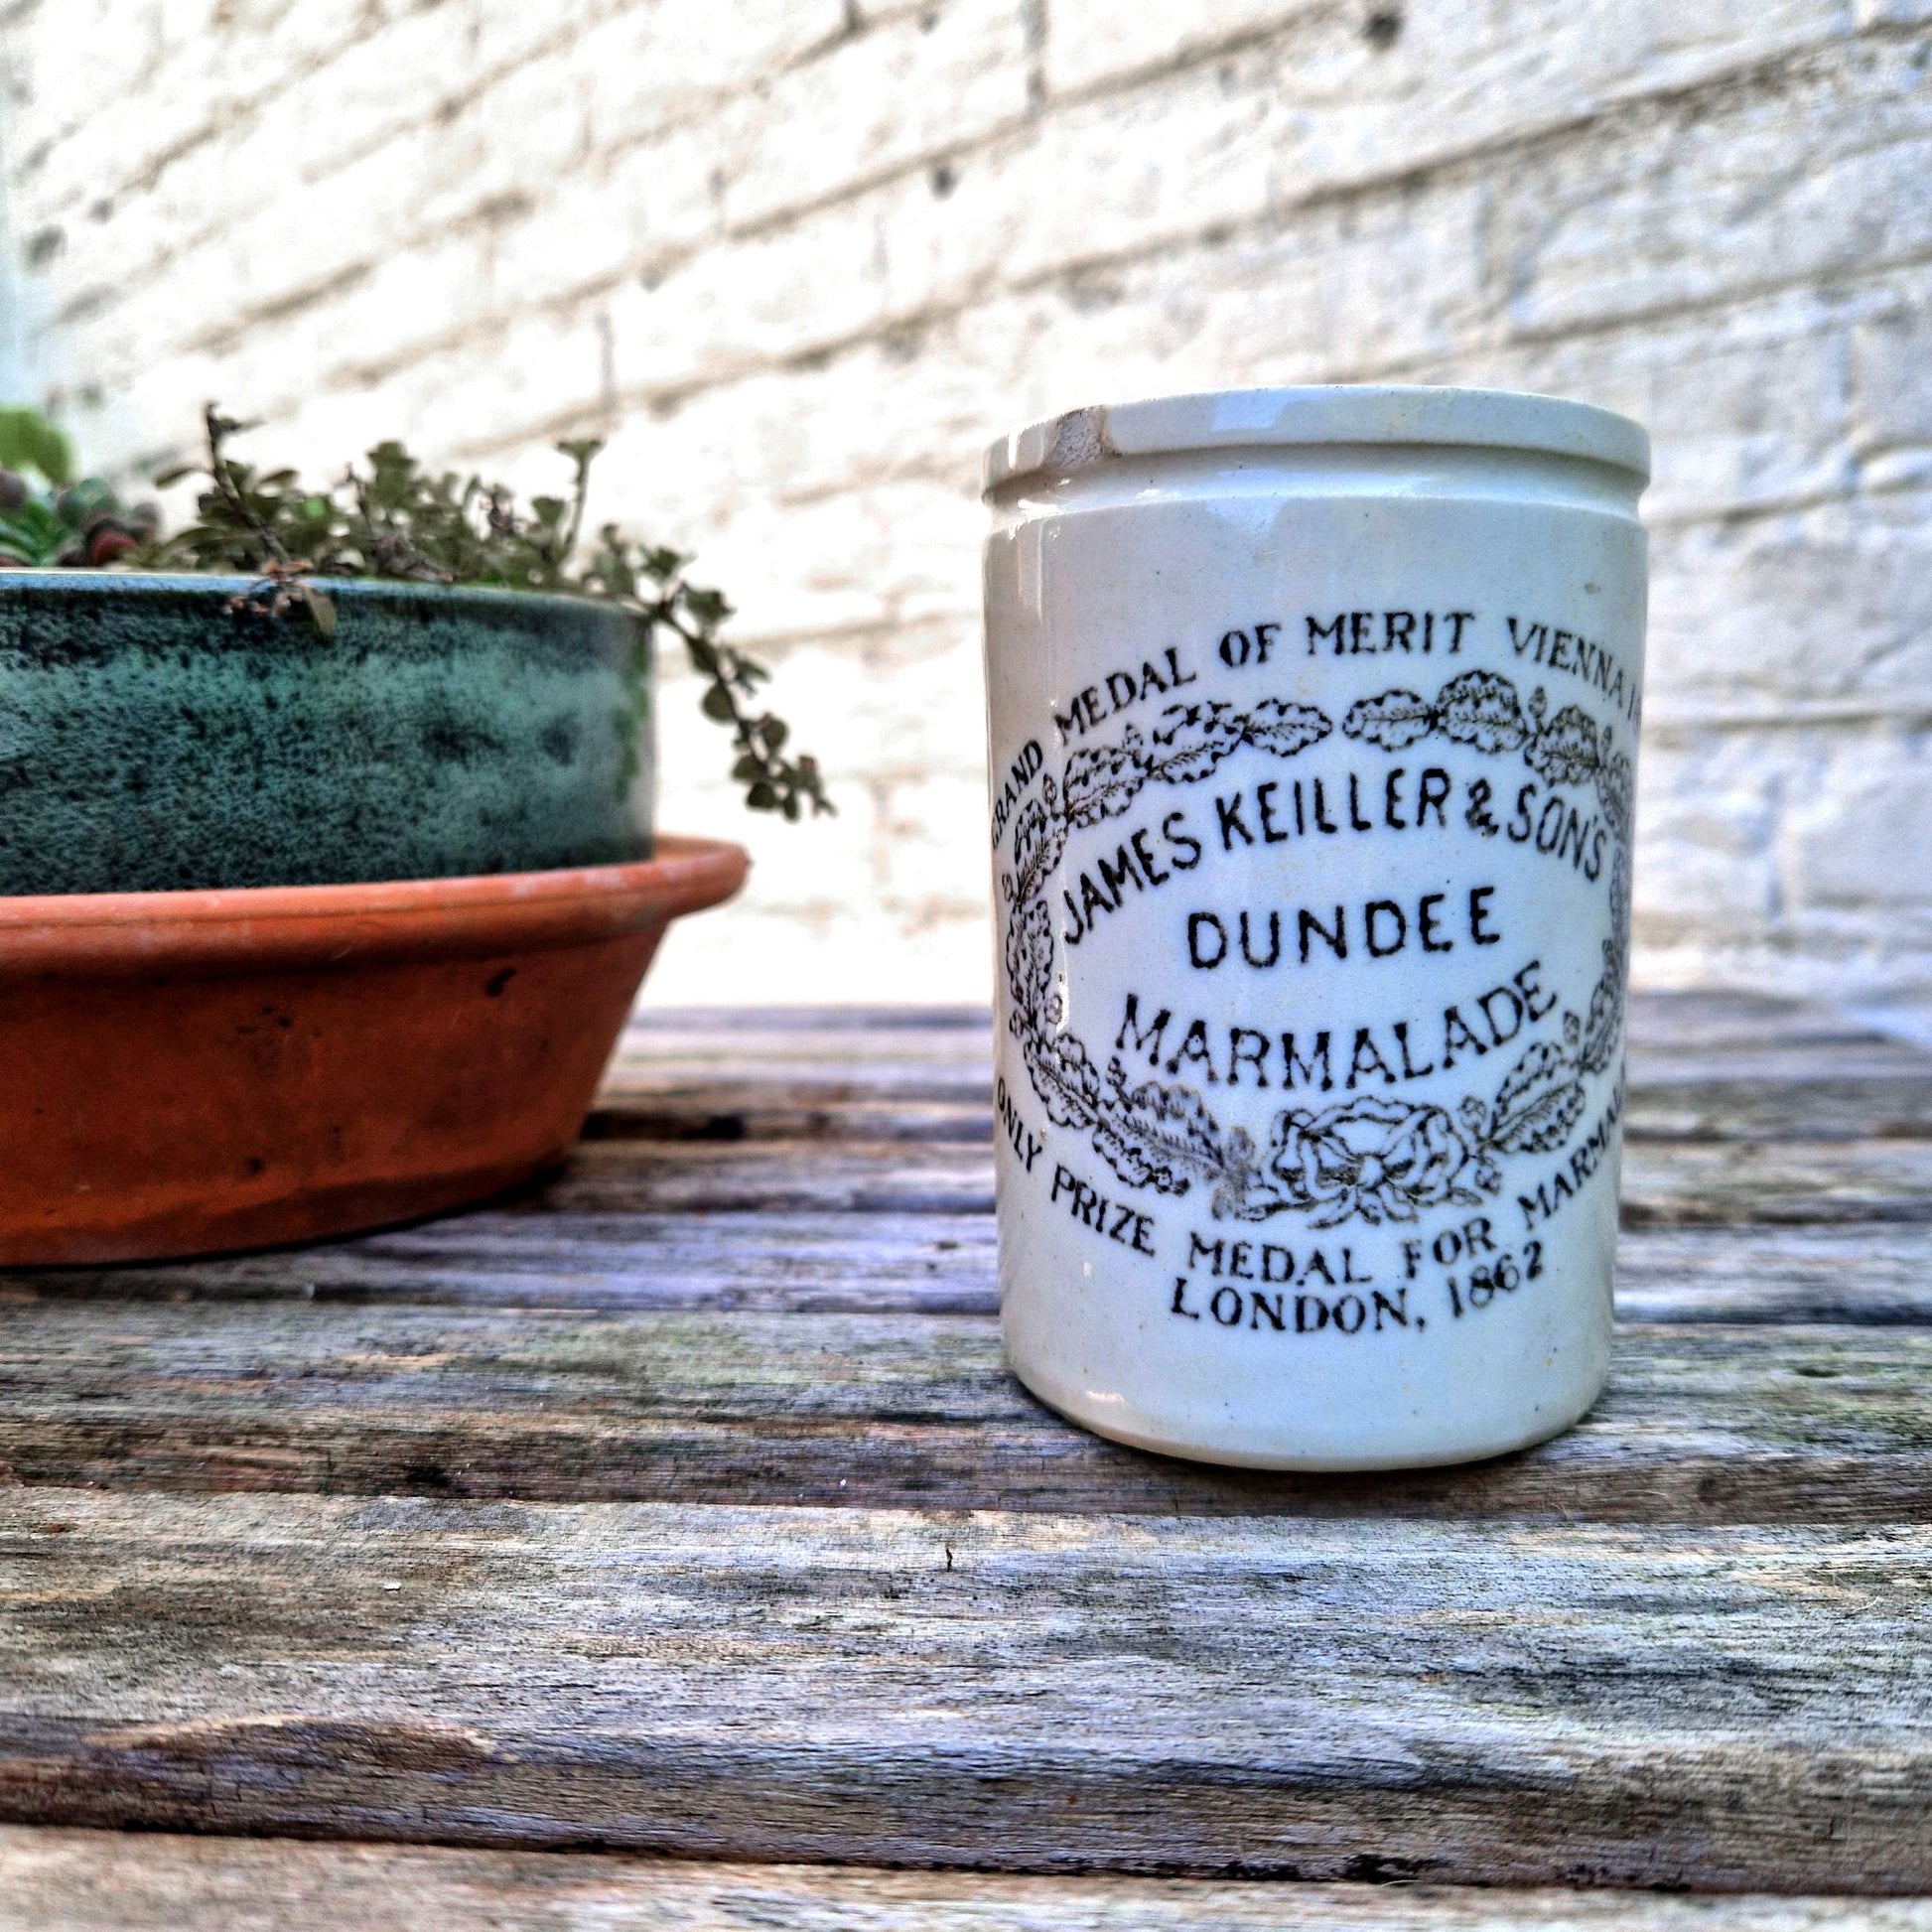 GRAND MEDAL OF MERIT VIENNA
JAMES KEILLER & SON'S
DUNDEE
MARMALADE
ONLY PRIZE MEDAL FOR
LONDON, 1862